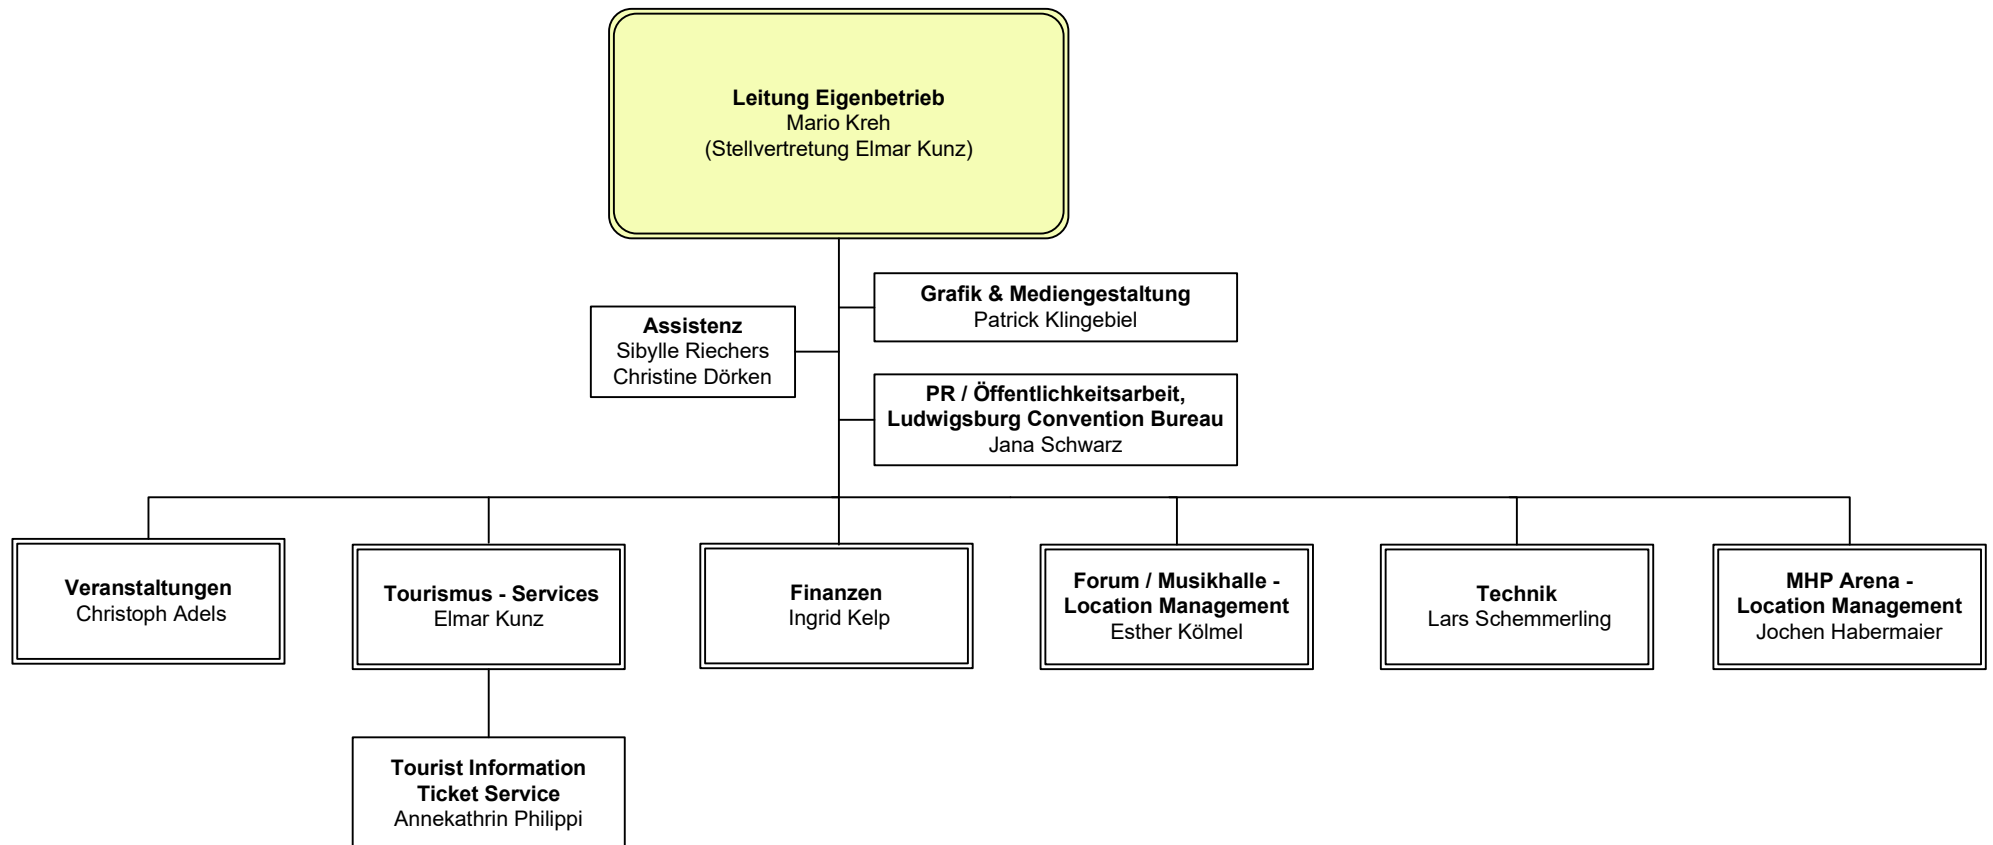 Leitung Eigenbetrieb
Mario Kreh
(Stellvertretung Elmar Kunz)
Grafik & Mediengestaltung
Patrick Klingebiel
Assistenz
Sibylle Riechers
Christine Dörken
PR / Öffentlichkeitsarbeit,
Ludwigsburg Convention Bureau
Jana Schwarz
Veranstaltungen
Christoph Adels
Tourismus - Services
Elmar Kunz
Finanzen
Ingrid Kelp
Forum / Musikhalle -
Location Management
Esther Kölmel
Technik
Lars Schemmerling
MHP Arena -
Location Management
Jochen Habermaier
Tourist Information
Ticket Service
Annekathrin Philippi